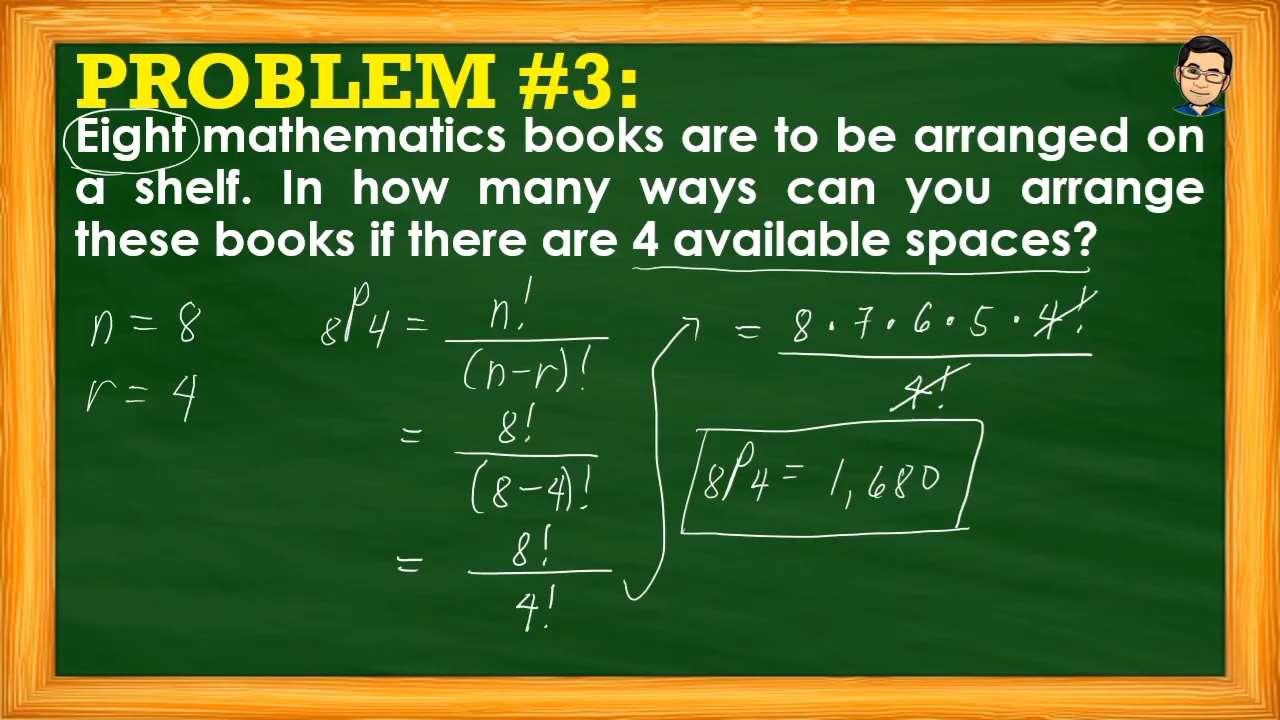 PROBLEM #3:
Eight mathematics books are to be arranged on
a shelf. In how many ways can you arrange
these books if there are 4 available spaces?
n = 8
r = 4
8P4 = n! / (n-r)!
= 8! / (8-4)!
= 8! / 4!
= 8 · 7 · 6 · 5 · 4! / 4!
8P4 = 1,680